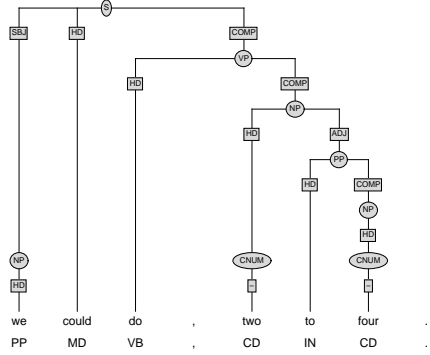 S
SBJ HD COMP
VP
HD COMP
NP
HD ADJ
PP
HD COMP
NP
HD
NP CNUM CNUM
HD – –
we could do , two to four .
PP MD VB , CD IN CD .